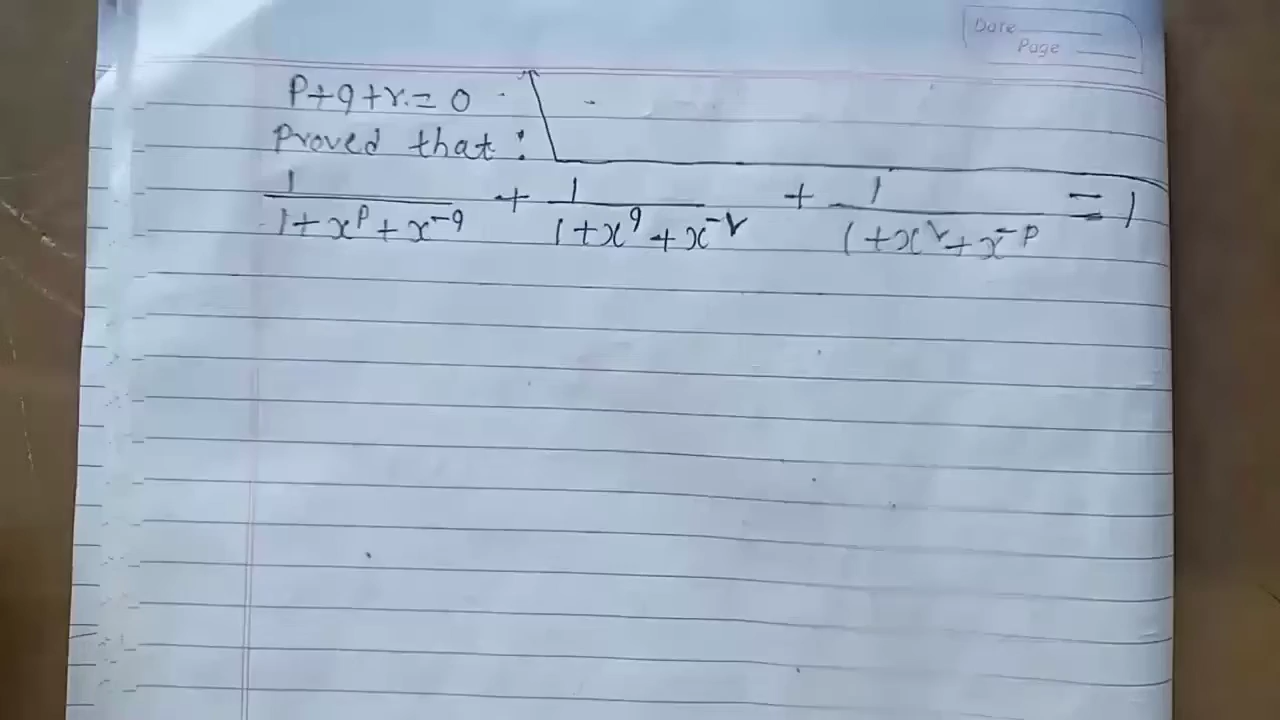 Date
Page
p+q+r.=0
Proved that:
1/(1+x^p+x^-q) + 1/(1+x^q+x^-r) + 1/(1+x^r+x^-p) = 1